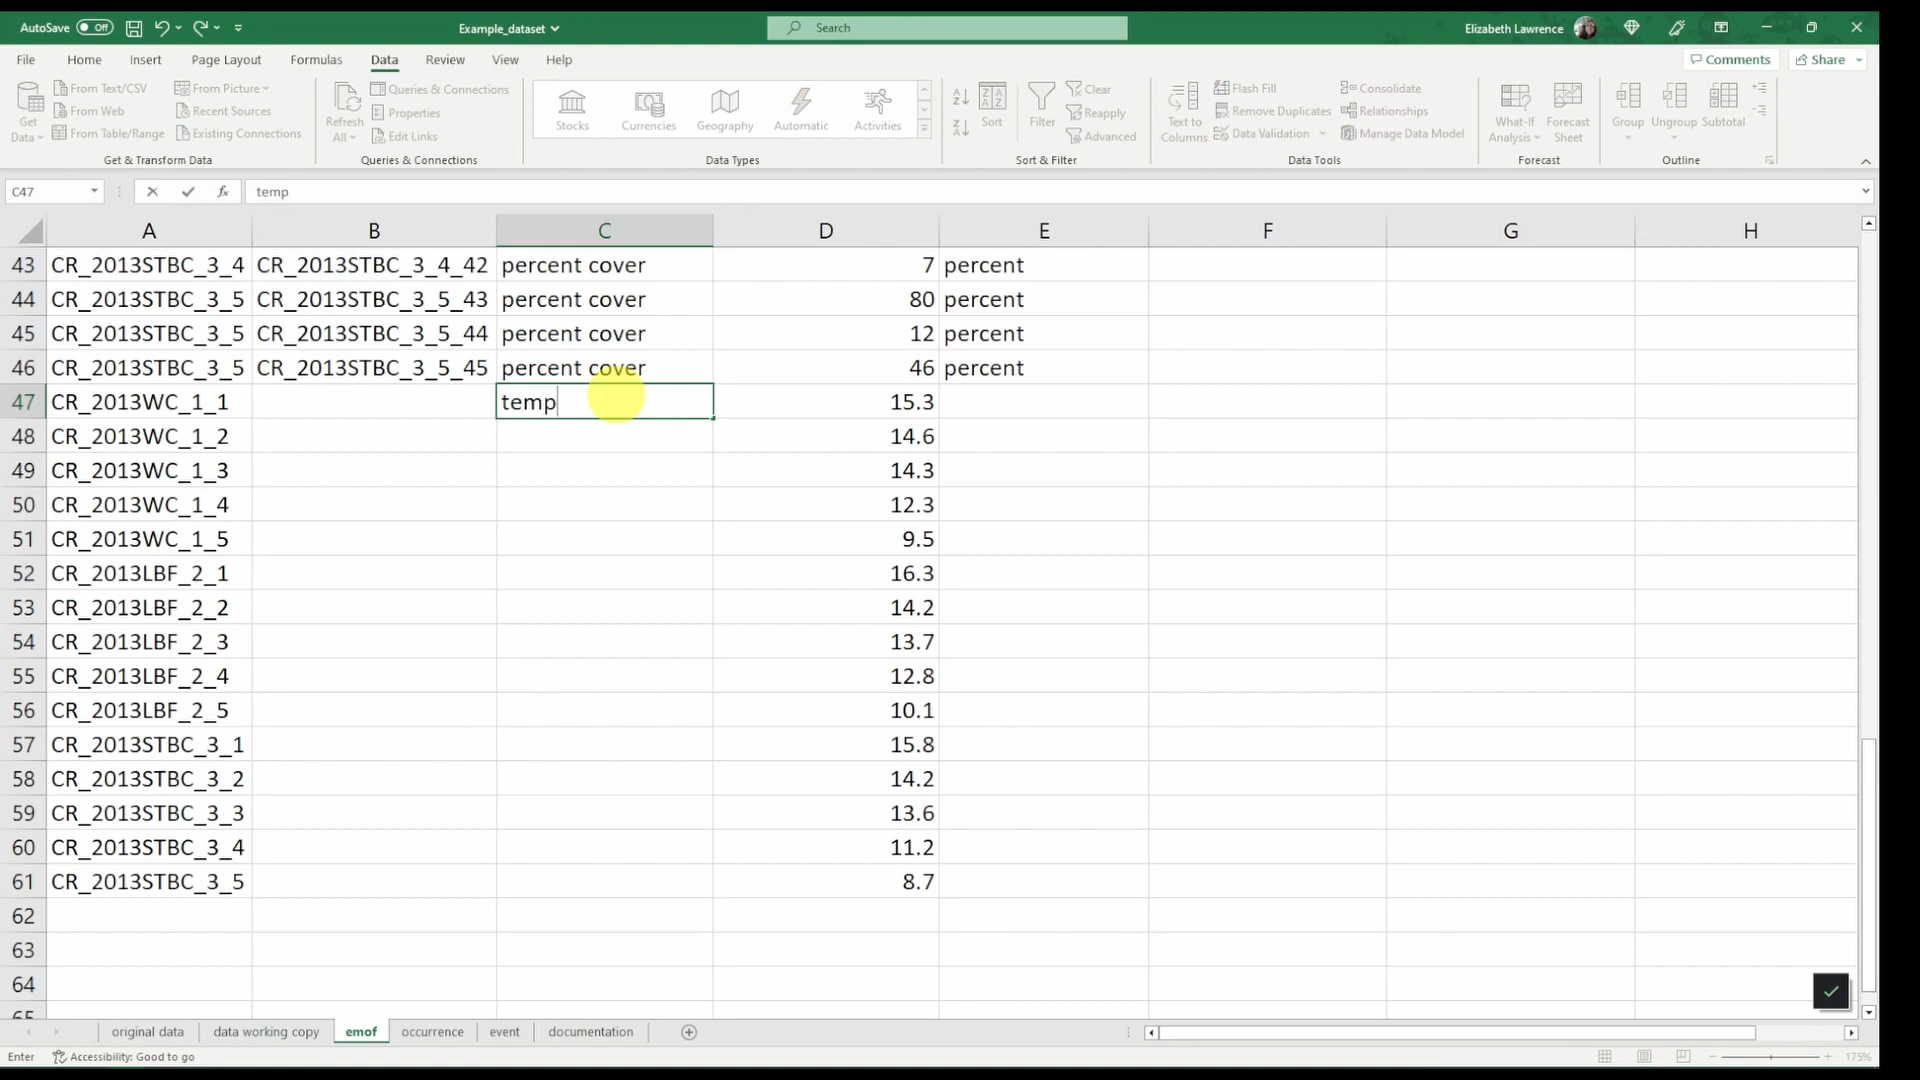 AutoSave Off Example_dataset Search Elizabeth Lawrence
File Home Insert Page Layout Formulas Data Review View Help Comments Share
Get Data From Text/CSV From Picture
From Web Recent Sources
From Table/Range Existing Connections
Get & Transform Data
Refresh All Queries & Connections
Properties
Edit Links
Queries & Connections
Stocks Currencies Geography Automatic Activities
Data Types
Sort Filter Clear
Reapply
Advanced
Sort & Filter
Text to Columns Flash Fill Consolidate
Remove Duplicates Relationships
Data Validation Manage Data Model
Data Tools
What-If Analysis Forecast Sheet
Forecast
Group Ungroup Subtotal
Outline
C47 fx temp
A B C D E F G H
43 CR_2013STBC_3_4 CR_2013STBC_3_4_42 percent cover 7 percent
44 CR_2013STBC_3_5 CR_2013STBC_3_5_43 percent cover 80 percent
45 CR_2013STBC_3_5 CR_2013STBC_3_5_44 percent cover 12 percent
46 CR_2013STBC_3_5 CR_2013STBC_3_5_45 percent cover 46 percent
47 CR_2013WC_1_1 temp 15.3
48 CR_2013WC_1_2 14.6
49 CR_2013WC_1_3 14.3
50 CR_2013WC_1_4 12.3
51 CR_2013WC_1_5 9.5
52 CR_2013LBF_2_1 16.3
53 CR_2013LBF_2_2 14.2
54 CR_2013LBF_2_3 13.7
55 CR_2013LBF_2_4 12.8
56 CR_2013LBF_2_5 10.1
57 CR_2013STBC_3_1 15.8
58 CR_2013STBC_3_2 14.2
59 CR_2013STBC_3_3 13.6
60 CR_2013STBC_3_4 11.2
61 CR_2013STBC_3_5 8.7
62
63
64
65
original data data working copy emof occurrence event documentation
Enter Accessibility: Good to go 175%